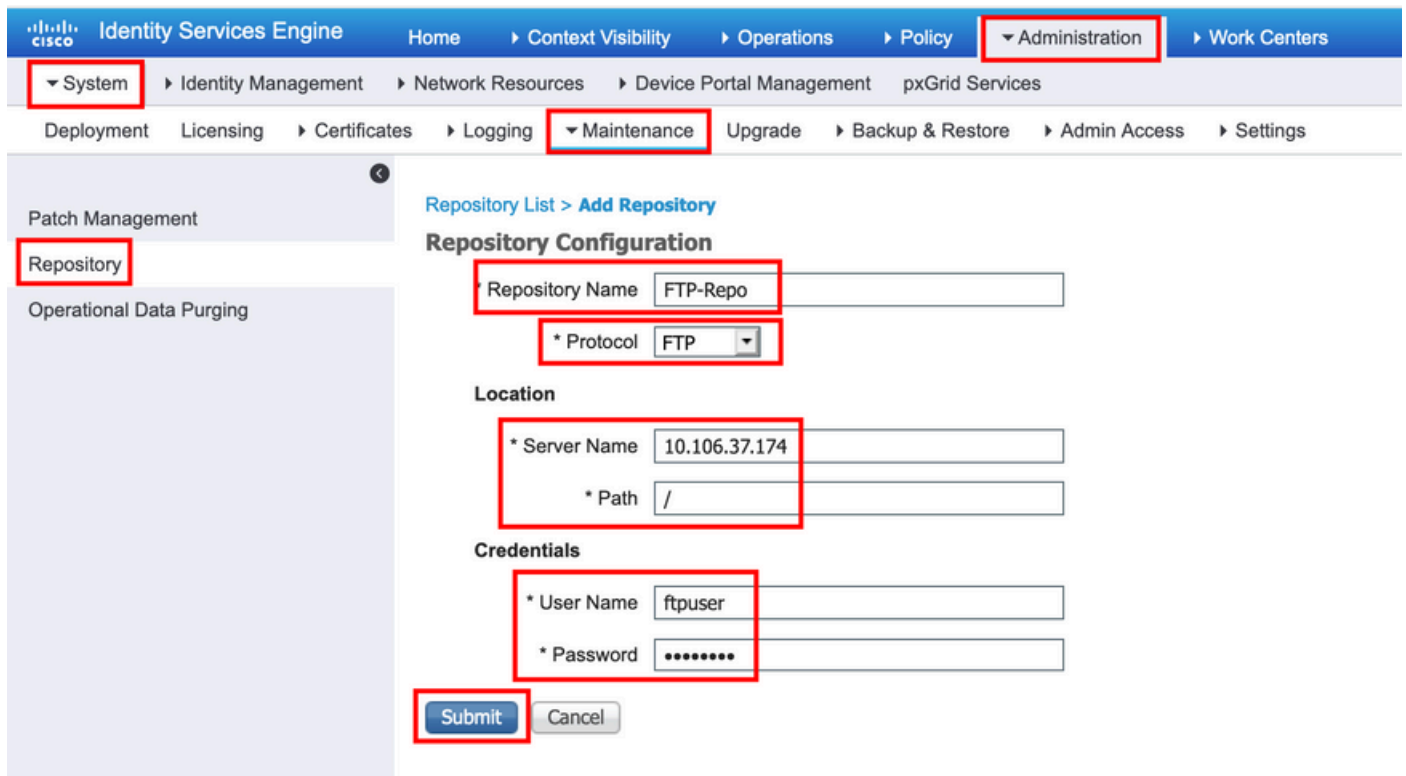 cisco Identity Services Engine Home Context Visibility Operations Policy Administration Work Centers
System Identity Management Network Resources Device Portal Management pxGrid Services
Deployment Licensing Certificates Logging Maintenance Upgrade Backup & Restore Admin Access Settings
Patch Management
Repository
Operational Data Purging
Repository List > Add Repository
Repository Configuration
* Repository Name FTP-Repo
* Protocol FTP
Location
* Server Name 10.106.37.174
* Path /
Credentials
* User Name ftpuser
* Password ••••••••
Submit Cancel